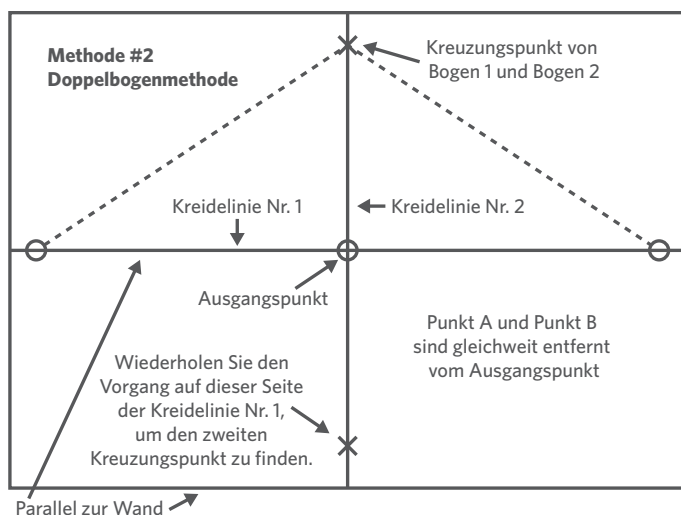 Methode #2
Doppelbogenmethode
Kreuzungspunkt von
Bogen 1 und Bogen 2
Kreidelinie Nr. 1
Kreidelinie Nr. 2
Ausgangspunkt
Punkt A und Punkt B
sind gleichweit entfernt
vom Ausgangspunkt
Wiederholen Sie den
Vorgang auf dieser Seite
der Kreidelinie Nr. 1,
um den zweiten
Kreuzungspunkt zu finden.
Parallel zur Wand